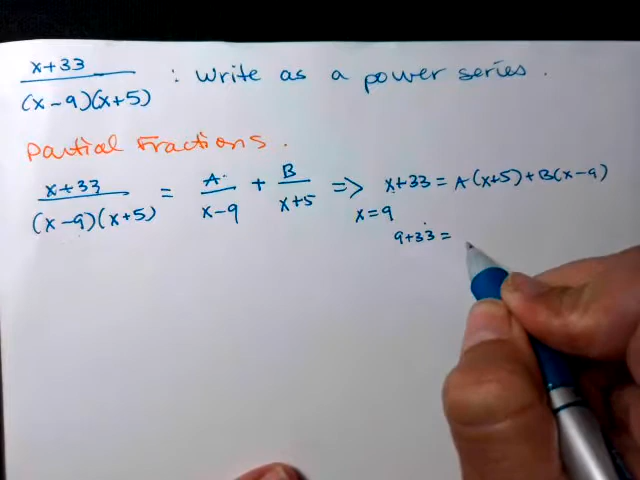 x+33 / (x-9)(x+5) : Write as a power series.
Partial Fractions.
x+33 / (x-9)(x+5) = A / x-9 + B / x+5 => x+33 = A(x+5) + B(x-9)
x=9
9+33 =